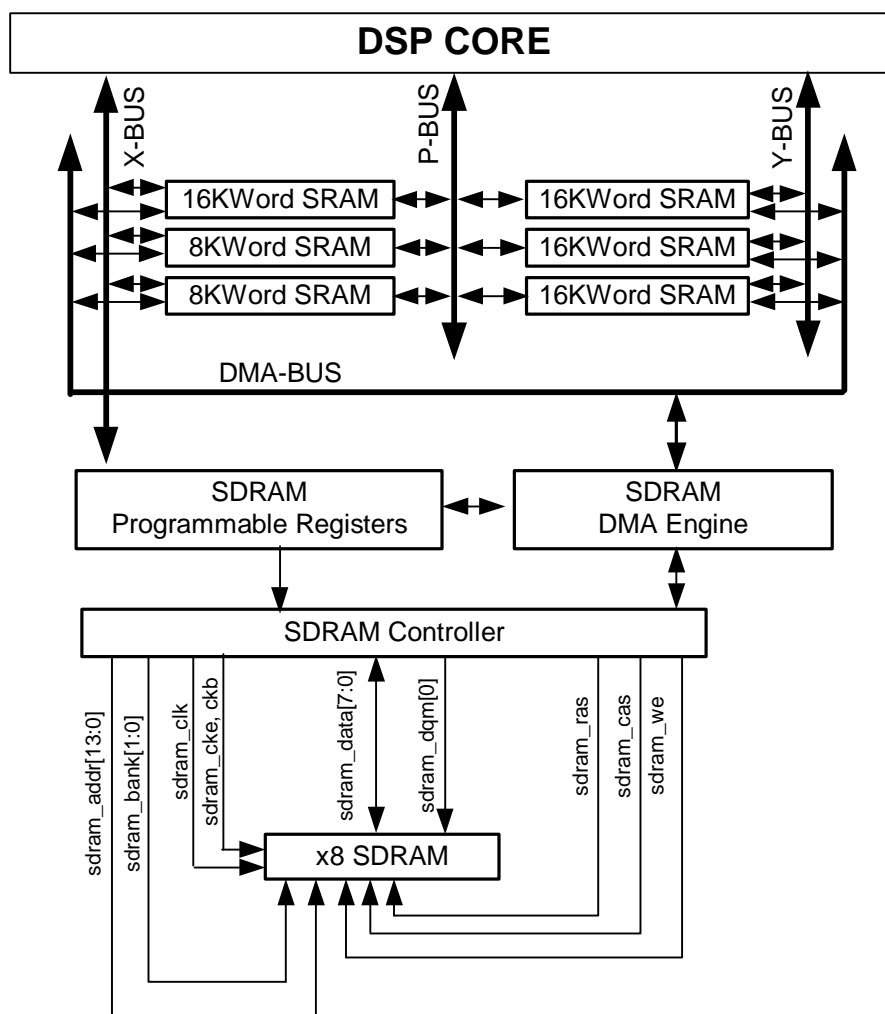 DSP CORE
X-BUS
P-BUS
Y-BUS
16KWord SRAM
16KWord SRAM
8KWord SRAM
16KWord SRAM
8KWord SRAM
16KWord SRAM
DMA-BUS
SDRAM
Programmable Registers
SDRAM
DMA Engine
SDRAM Controller
sdram_addr[13:0]
sdram_bank[1:0]
sdram_clk
sdram_cke, ckb
sdram_data[7:0]
sdram_dqm[0]
sdram_ras
sdram_cas
sdram_we
x8 SDRAM